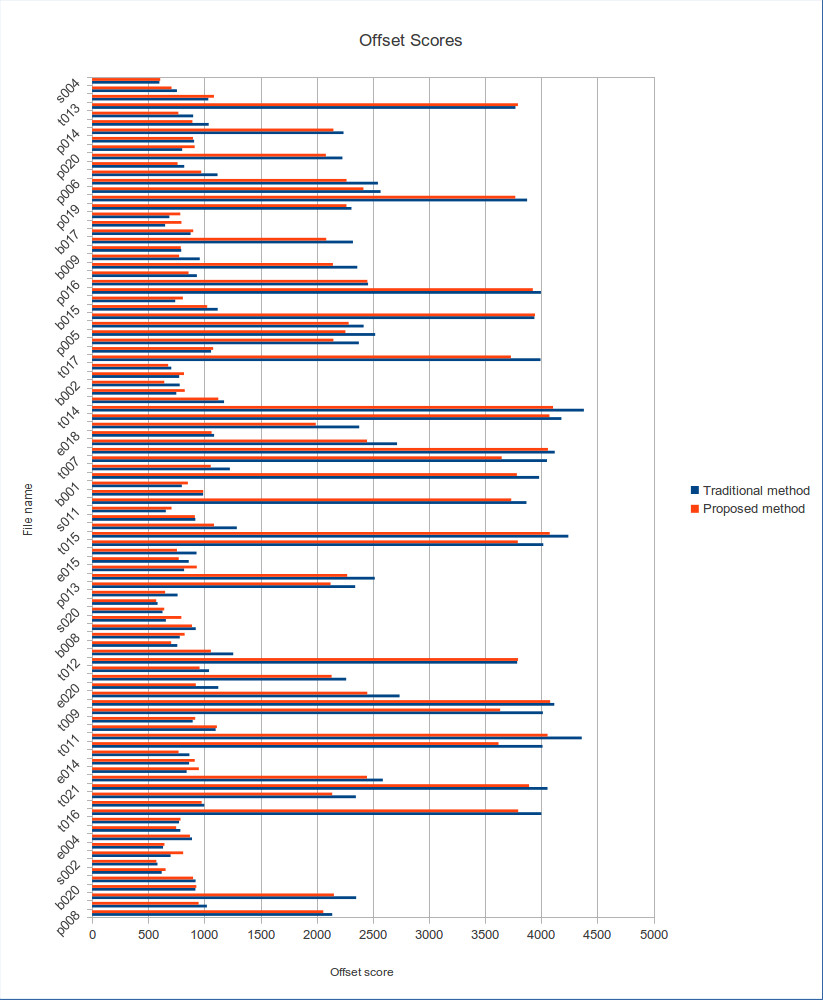 Offset Scores
s004
t013
p014
p020
p006
p019
b017
b009
p016
b015
p005
t017
b002
t014
e018
t007
b001
s011
t015
e015
p013
s020
b008
t012
e020
t009
t011
e014
t021
t016
e004
s002
b020
p008
File name
Traditional method
Proposed method
0 500 1000 1500 2000 2500 3000 3500 4000 4500 5000
Offset score